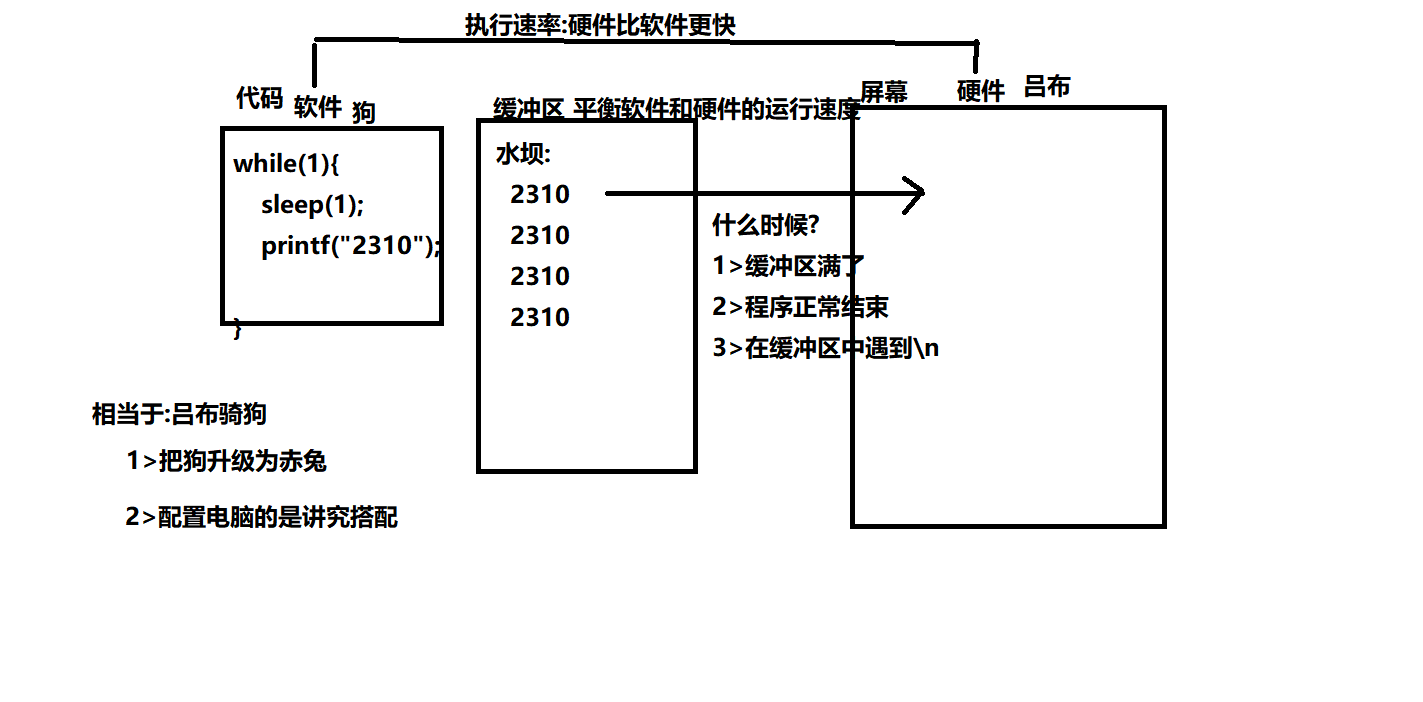 执行速率:硬件比软件更快
代码 软件 狗
while(1){
sleep(1);
printf("2310");
}
缓冲区 平衡软件和硬件的运行速度
水坝:
2310
2310
2310
2310
什么时候?
1>缓冲区满了
2>程序正常结束
3>在缓冲区中遇到\n
屏幕 硬件 吕布
相当于:吕布骑狗
1>把狗升级为赤兔
2>配置电脑的是讲究搭配